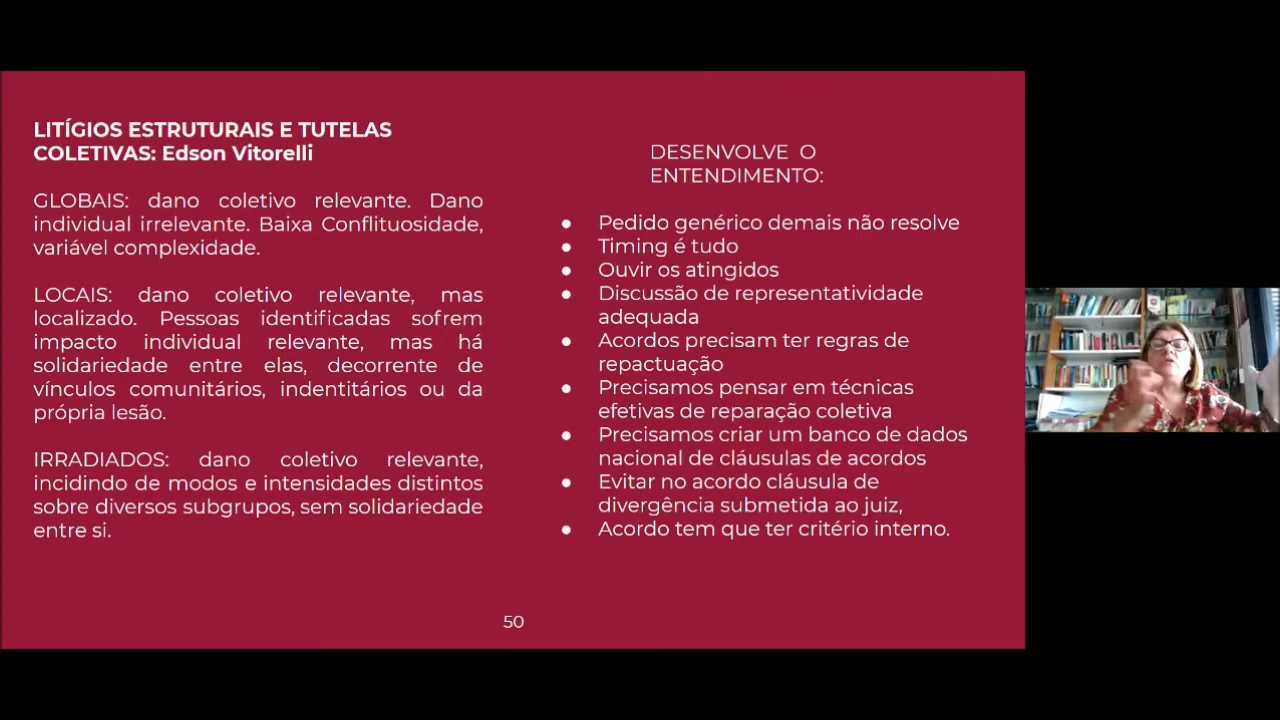 LITÍGIOS ESTRUTURAIS E TUTELAS
COLETIVAS: Edson Vitorelli
GLOBAIS: dano coletivo relevante. Dano
individual irrelevante. Baixa Conflituosidade,
variável complexidade.
LOCAIS: dano coletivo relevante, mas
localizado. Pessoas identificadas sofrem
impacto individual relevante, mas há
solidariedade entre elas, decorrente de
vínculos comunitários, indentitários ou da
própria lesão.
IRRADIADOS: dano coletivo relevante,
incidindo de modos e intensidades distintos
sobre diversos subgrupos, sem solidariedade
entre si.
DESENVOLVE O
ENTENDIMENTO:
● Pedido genérico demais não resolve
● Timing é tudo
● Ouvir os atingidos
● Discussão de representatividade
adequada
● Acordos precisam ter regras de
repactuação
● Precisamos pensar em técnicas
efetivas de reparação coletiva
● Precisamos criar um banco de dados
nacional de cláusulas de acordos
● Evitar no acordo cláusula de
divergência submetida ao juiz,
● Acordo tem que ter critério interno.
50